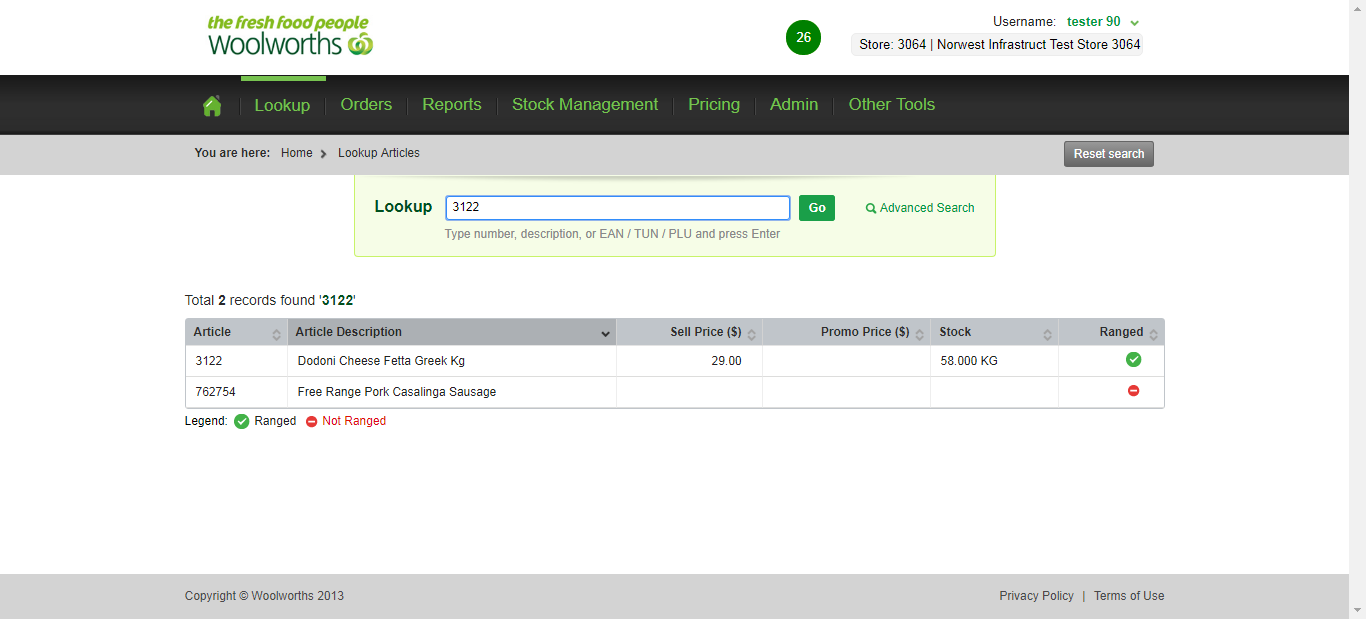 the fresh food people
Woolworths
26
Username: tester 90
Store: 3064 | Norwest Infrastruct Test Store 3064
Lookup Orders Reports Stock Management Pricing Admin Other Tools
You are here: Home Lookup Articles Reset search
Lookup 3122 Go Advanced Search
Type number, description, or EAN / TUN / PLU and press Enter
Total 2 records found '3122'
Article Article Description Sell Price ($) Promo Price ($) Stock Ranged
3122 Dodoni Cheese Fetta Greek Kg 29.00 58.000 KG
762754 Free Range Pork Casalinga Sausage
Legend: Ranged Not Ranged
Copyright © Woolworths 2013 Privacy Policy | Terms of Use